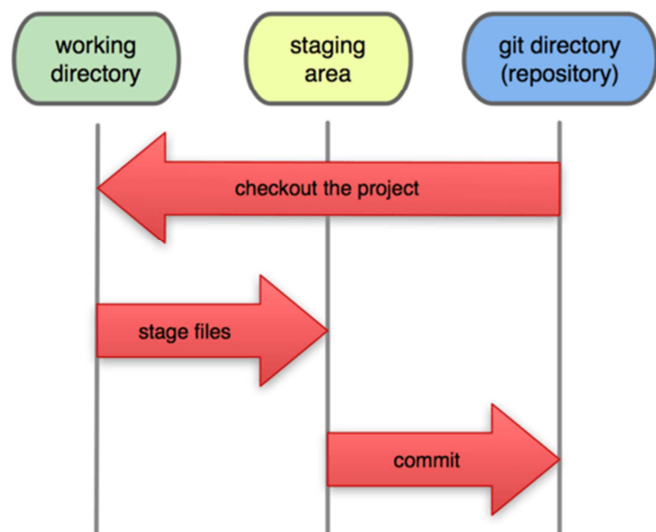 working
directory
staging
area
git directory
(repository)
checkout the project
stage files
commit